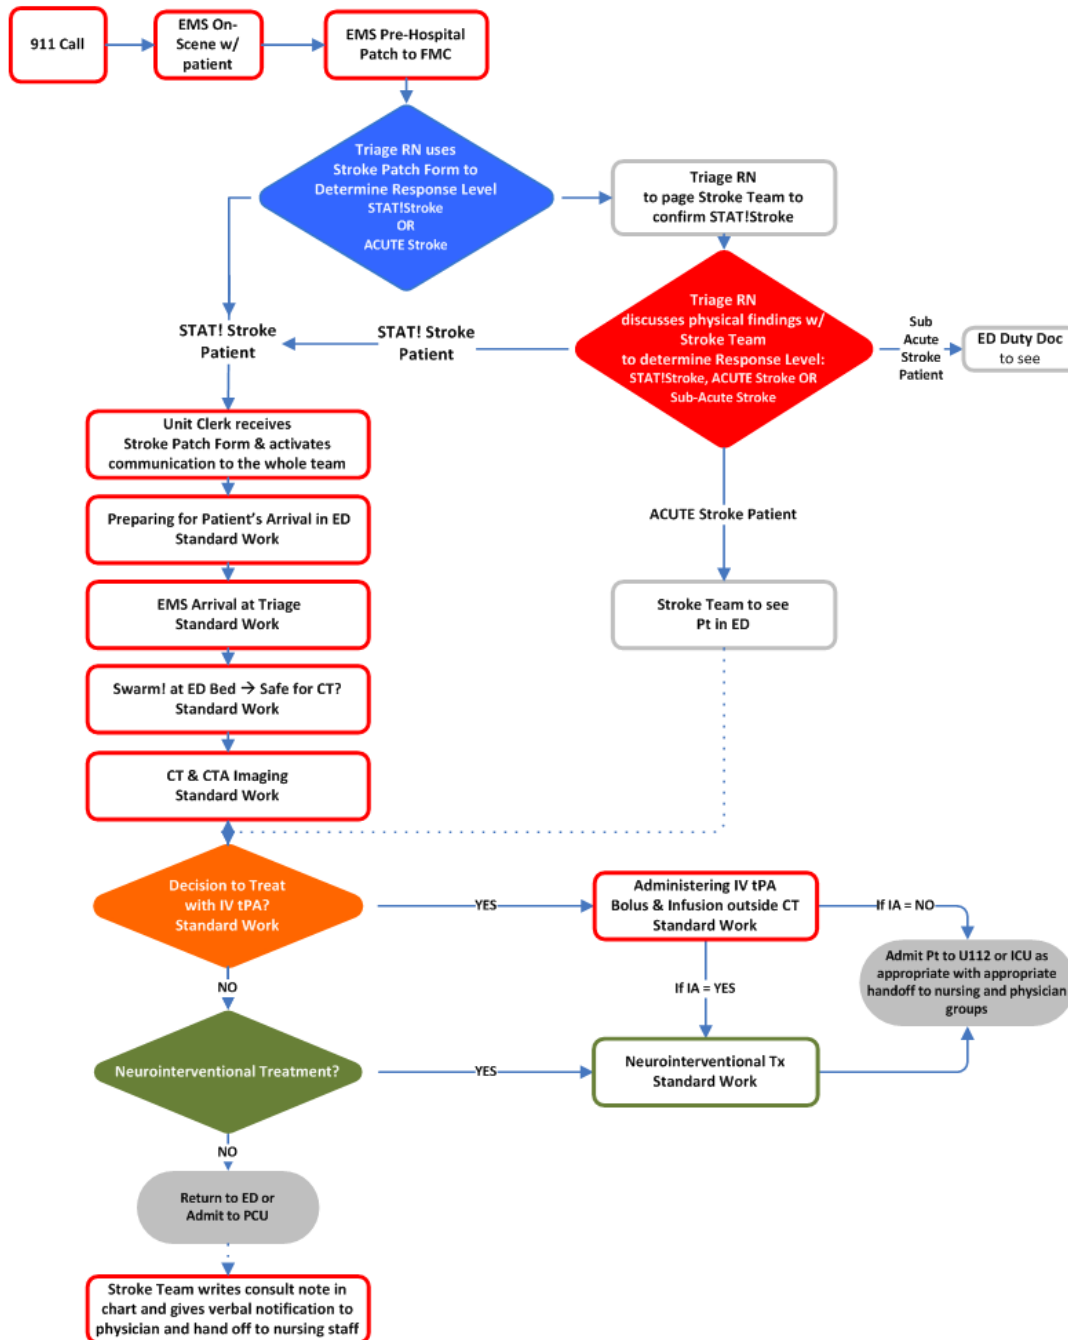 911 Call
EMS On-
Scene w/
patient
EMS Pre-Hospital
Patch to FMC
Triage RN uses
Stroke Patch Form to
Determine Response Level
STAT!Stroke
OR
ACUTE Stroke
Triage RN
to page Stroke Team to
confirm STAT!Stroke
Triage RN
discusses physical findings w/
Stroke Team
to determine Response Level:
STAT!Stroke, ACUTE Stroke OR
Sub-Acute Stroke
Sub
Acute
Stroke
Patient
ED Duty Doc
to see
STAT! Stroke
Patient
STAT! Stroke
Patient
Unit Clerk receives
Stroke Patch Form & activates
communication to the whole team
Preparing for Patient's Arrival in ED
Standard Work
ACUTE Stroke Patient
EMS Arrival at Triage
Standard Work
Stroke Team to see
Pt in ED
Swarm! at ED Bed → Safe for CT?
Standard Work
CT & CTA Imaging
Standard Work
Decision to Treat
with IV tPA?
Standard Work
YES
Administering IV tPA
Bolus & Infusion outside CT
Standard Work
If IA = NO
Admit Pt to U112 or ICU as
appropriate with appropriate
handoff to nursing and physician
groups
NO
If IA = YES
Neurointerventional Treatment?
YES
Neurointerventional Tx
Standard Work
NO
Return to ED or
Admit to PCU
Stroke Team writes consult note in
chart and gives verbal notification to
physician and hand off to nursing staff